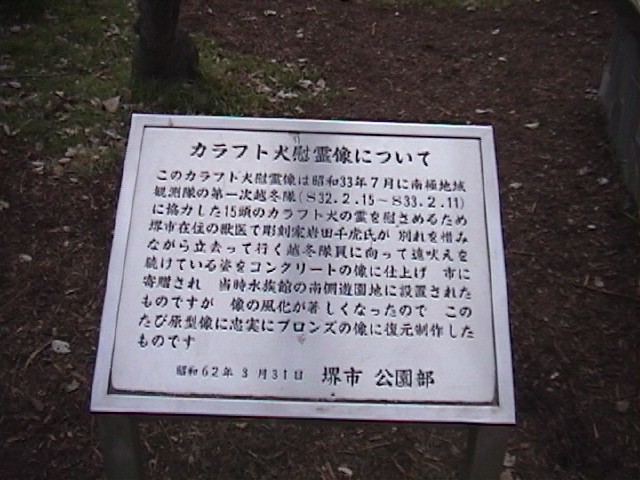 カラフト犬慰霊像について
このカラフト犬慰霊像は昭和33年7月に南極地域
観測隊の第一次越冬隊(S32.2.15～S33.2.11)
に協力した15頭のカラフト犬の霊を慰さめるため
堺市在住の獣医で彫刻家岩田千虎氏が 別れを惜み
ながら立去って行く越冬隊員に向って遠吠えを
続けている姿をコンクリートの像に仕上げ 市に
寄贈され 当時水族館の南側遊園地に設置された
ものですが 像の風化が著しくなったので この
たび原型像に忠実にブロンズの像に復元制作した
ものです
昭和62年 3月31日 堺市 公園部